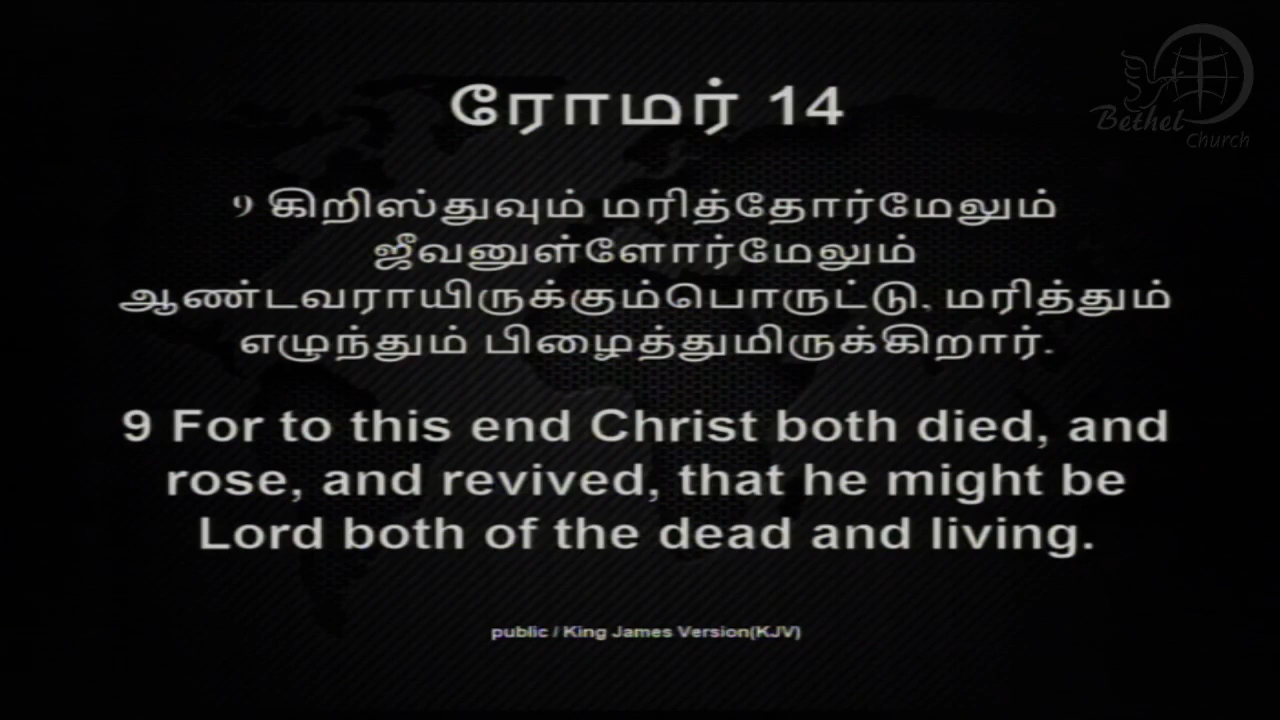 Bethel
Church
ரோமர் 14
9 கிறிஸ்துவும் மரித்தோர்மேலும்
ஜீவனுள்ளோர்மேலும்
ஆண்டவராயிருக்கும்பொருட்டு, மரித்தும்
எழுந்தும் பிழைத்துமிருக்கிறார்.
9 For to this end Christ both died, and
rose, and revived, that he might be
Lord both of the dead and living.
public / King James Version(KJV)